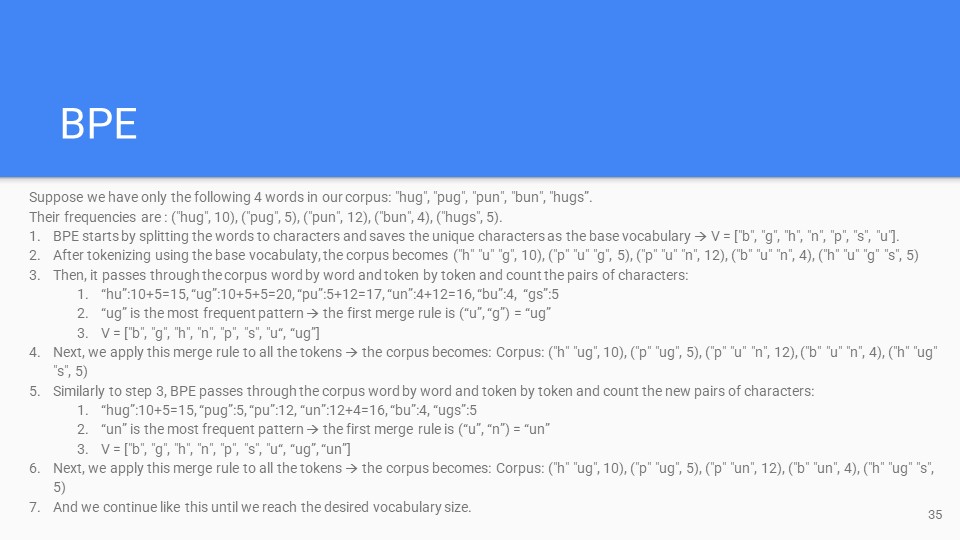 BPE
Suppose we have only the following 4 words in our corpus: "hug", "pug", "pun", "bun", "hugs”.
Their frequencies are : ("hug", 10), ("pug", 5), ("pun", 12), ("bun", 4), ("hugs", 5).
1. BPE starts by splitting the words to characters and saves the unique characters as the base vocabulary → V = ["b", "g", "h", "n", "p", "s", "u"].
2. After tokenizing using the base vocabulaty, the corpus becomes ("h" "u" "g", 10), ("p" "u" "g", 5), ("p" "u" "n", 12), ("b" "u" "n", 4), ("h" "u" "g" "s", 5)
3. Then, it passes through the corpus word by word and token by token and count the pairs of characters:
1. “hu”:10+5=15, “ug”:10+5+5=20, “pu”:5+12=17, “un”:4+12=16, “bu”:4, “gs”:5
2. “ug” is the most frequent pattern → the first merge rule is (“u”, “g”) = “ug”
3. V = ["b", "g", "h", "n", "p", "s", "u“, “ug”]
4. Next, we apply this merge rule to all the tokens → the corpus becomes: Corpus: ("h" "ug", 10), ("p" "ug", 5), ("p" "u" "n", 12), ("b" "u" "n", 4), ("h" "ug"
"s", 5)
5. Similarly to step 3, BPE passes through the corpus word by word and token by token and count the new pairs of characters:
1. “hug”:10+5=15, “pug”:5, “pu”:12, “un”:12+4=16, “bu”:4, “ugs”:5
2. “un” is the most frequent pattern → the first merge rule is (“u”, “n”) = “un”
3. V = ["b", "g", "h", "n", "p", "s", "u“, “ug”, “un”]
6. Next, we apply this merge rule to all the tokens → the corpus becomes: Corpus: ("h" "ug", 10), ("p" "ug", 5), ("p" "un", 12), ("b" "un", 4), ("h" "ug" "s",
5)
7. And we continue like this until we reach the desired vocabulary size.
35